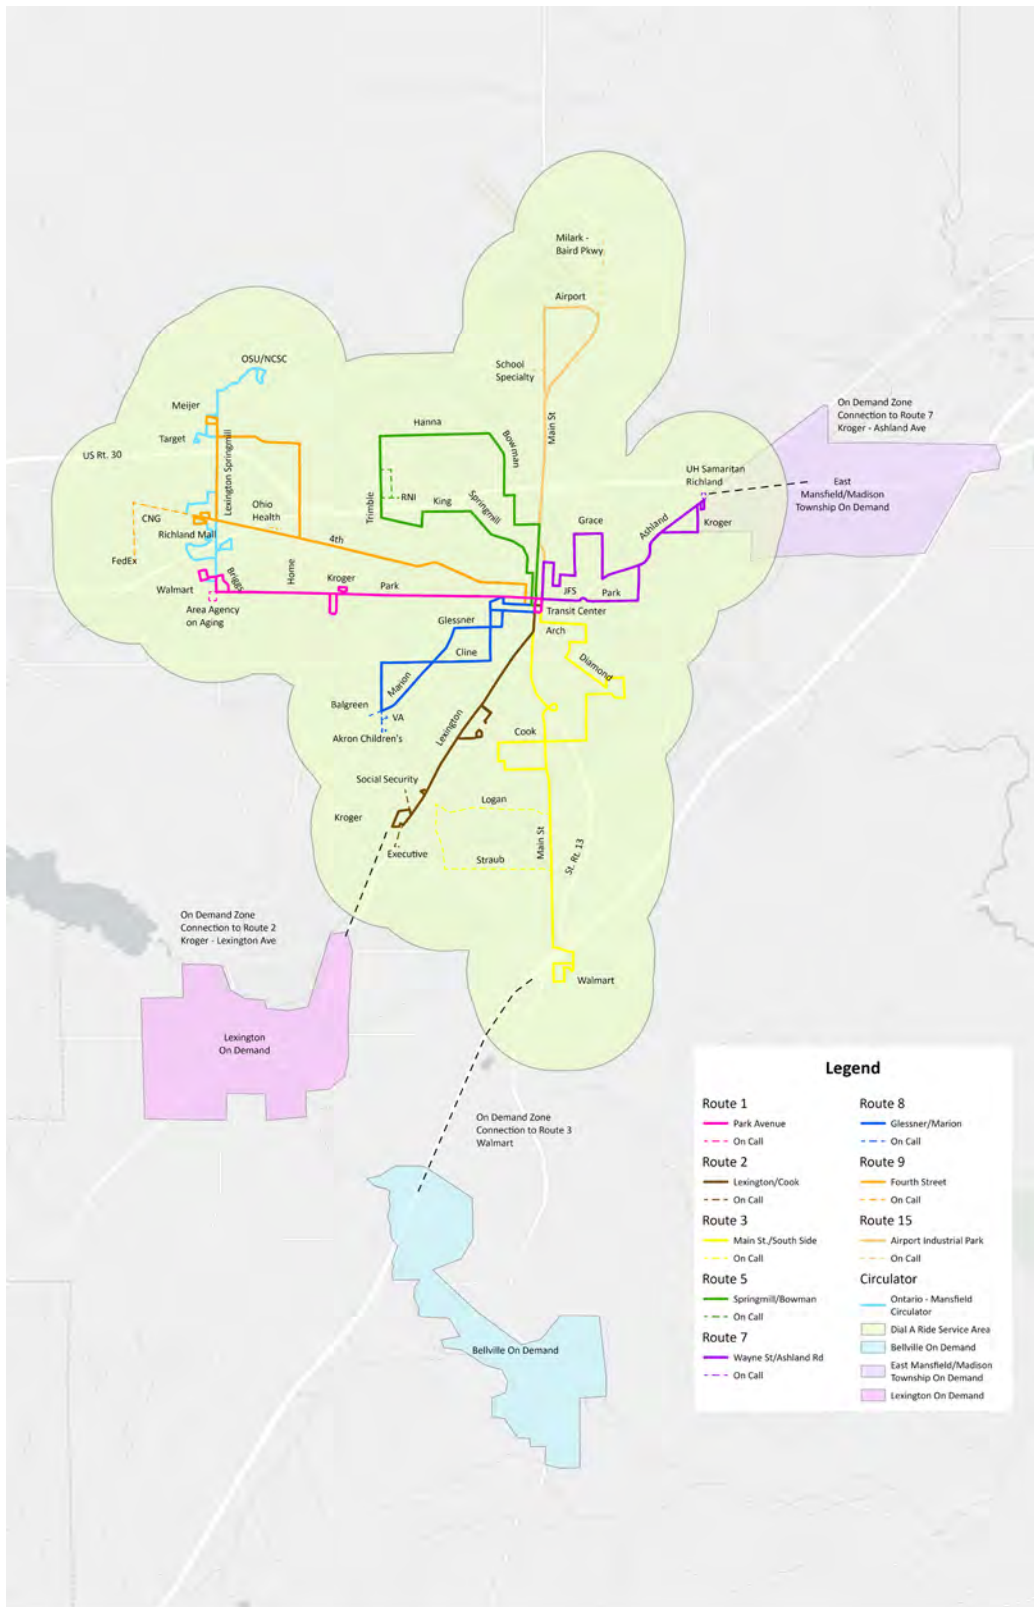 Milark -
Baird Pkwy
Airport
School
Specialty
Main St
OSU/NCSC
Meijer
Target
US Rt. 30
Lexington Springmill
Hanna
Bowman
On Demand Zone
Connection to Route 7
Kroger - Ashland Ave
UH Samaritan
Richland
East
Mansfield/Madison
Township On Demand
RNI
Trimble
King
Springmill
Grace
Ashland
Kroger
CNG
Ohio
Health
Richland Mall
4th
FedEx
Home
Briggs
Walmart
Kroger
Park
JFS
Park
Area Agency
on Aging
Transit Center
Glessner
Arch
Cline
Diamond
Marion
Balgreen
VA
Akron Children's
Lexington
Cook
Social Security
Logan
Kroger
Executive
Straub
Main St
St. Rt. 13
On Demand Zone
Connection to Route 2
Kroger - Lexington Ave
Walmart
Lexington
On Demand
On Demand Zone
Connection to Route 3
Walmart
Bellville On Demand
Legend
Route 1
Park Avenue
On Call
Route 2
Lexington/Cook
On Call
Route 3
Main St./South Side
On Call
Route 5
Springmill/Bowman
On Call
Route 7
Wayne St/Ashland Rd
On Call
Route 8
Glessner/Marion
On Call
Route 9
Fourth Street
On Call
Route 15
Airport Industrial Park
On Call
Circulator
Ontario - Mansfield
Circulator
Dial A Ride Service Area
Bellville On Demand
East Mansfield/Madison
Township On Demand
Lexington On Demand